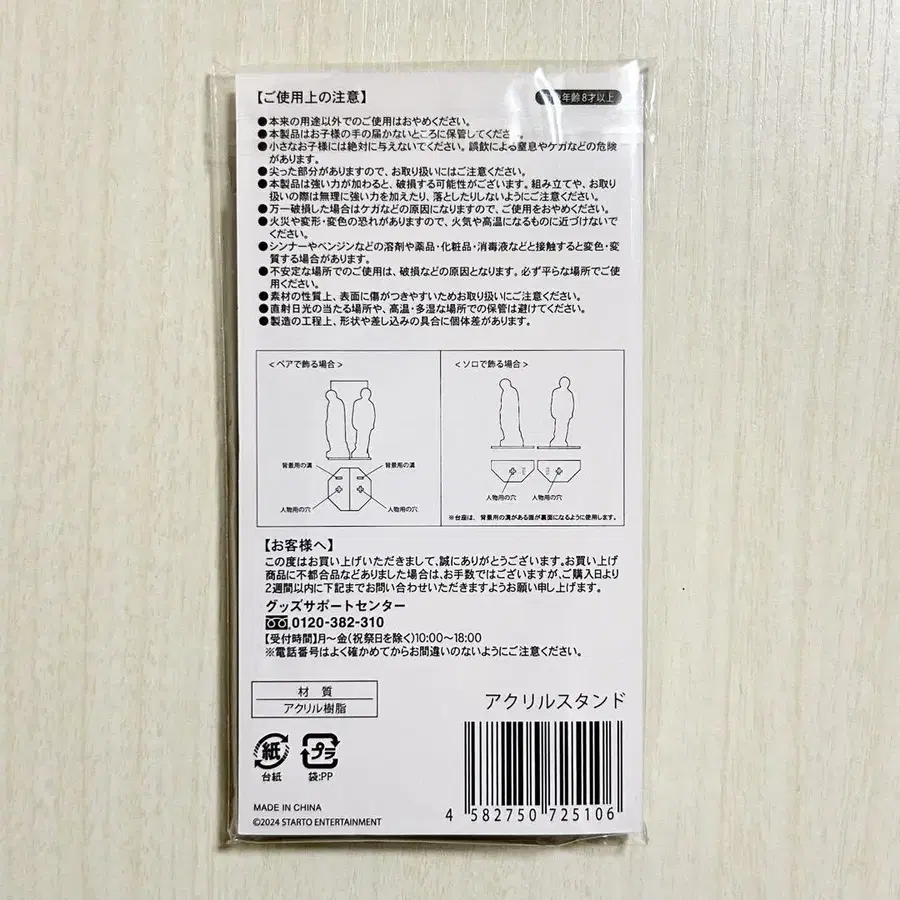 【ご使用上の注意】
年齢8才以上
●本来の用途以外でのご使用はおやめください。
●本製品はお子様の手の届かないところに保管してください。
●小さなお子様には絶対に与えないてください。誤飲による窒息やケガなどの危険
があります。
●尖った部分がありますので、お取り扱いにはご注意ください。
●本製品は強い力が加わると、破損する可能性がございます。組み立てや、お取り
扱いの際は無理に強い力を加えたり、落としたりしないようにご注意ください。
●万一破損した場合はケガなどの原因になりますので、ご使用をおやめください。
●火災や変形・変色の恐れがありますので、火気や高温になるものに近づけないで
ください。
●シンナーやベンジンなどの溶剤や薬品・化粧品・消毒液などと接触すると変色・変
質する場合があります。
●不安定な場所でのご使用は、破損などの原因となります。必ず平らな場所でご使
用ください。
●素材の性質上、表面に傷がつきやすいためお取り扱いにご注意ください。
●直射日光の当たる場所や、高温・多湿な場所での保管は避けてください。
●製造の工程上、形状や差し込みの具合に個体差があります。
<ペアで飾る場合>
背景用の溝
背景用の溝
人物用の穴
人物用の穴
<ソロで飾る場合>
人物用の穴
人物用の穴
※台座は、背景用の溝がある面が裏面になるように使用します。
【お客様へ】
この度はお買い上げいただきまして、誠にありがとうございます。お買い上げ
商品に不都合品などありました場合は、お手数ではございますが、ご購入日より
2週間以内に下記までお問い合わせいただきますようお願い申し上げます。
グッズサポートセンター
0120-382-310
【受付時間】月〜金(祝祭日を除く)10:00〜18:00
※電話番号はよく確かめてからお間違いのないようにご注意ください。
材 質
アクリル樹脂
アクリルスタンド
紙
台紙
プラ
袋:PP
MADE IN CHINA
©2024 STARTO ENTERTAINMENT
4 582750 725106